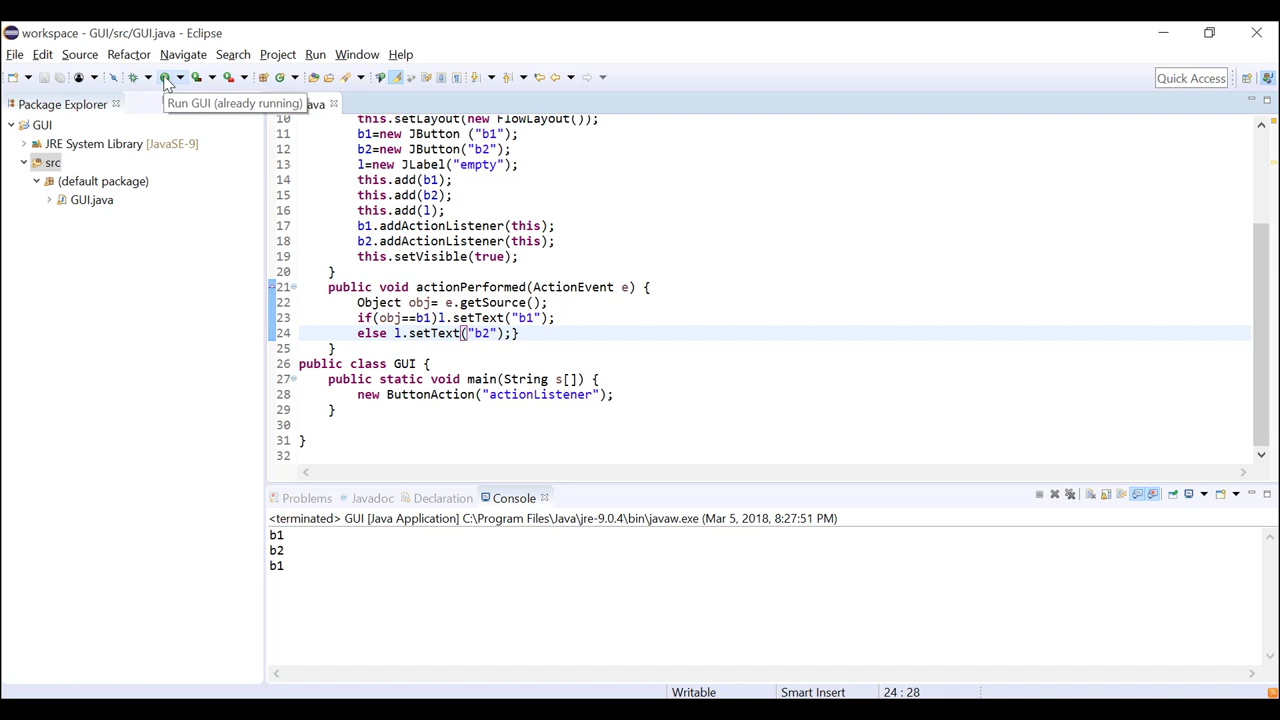 workspace - GUI/src/GUI.java - Eclipse
File Edit Source Refactor Navigate Search Project Run Window Help
Quick Access
Package Explorer
Run GUI (already running)
GUI
JRE System Library [JavaSE-9]
src
(default package)
GUI.java
10 this.setLayout(new FlowLayout());
11 b1=new JButton ("b1");
12 b2=new JButton("b2");
13 l=new JLabel("empty");
14 this.add(b1);
15 this.add(b2);
16 this.add(l);
17 b1.addActionListener(this);
18 b2.addActionListener(this);
19 this.setVisible(true);
20 }
21 public void actionPerformed(ActionEvent e) {
22 Object obj= e.getSource();
23 if(obj==b1)l.setText("b1");
24 else l.setText("b2");}
25 }
26 public class GUI {
27 public static void main(String s[]) {
28 new ButtonAction("actionListener");
29 }
30
31 }
32
Problems Javadoc Declaration Console
<terminated> GUI [Java Application] C:\Program Files\Java\jre-9.0.4\bin\javaw.exe (Mar 5, 2018, 8:27:51 PM)
b1
b2
b1
Writable Smart Insert 24 : 28